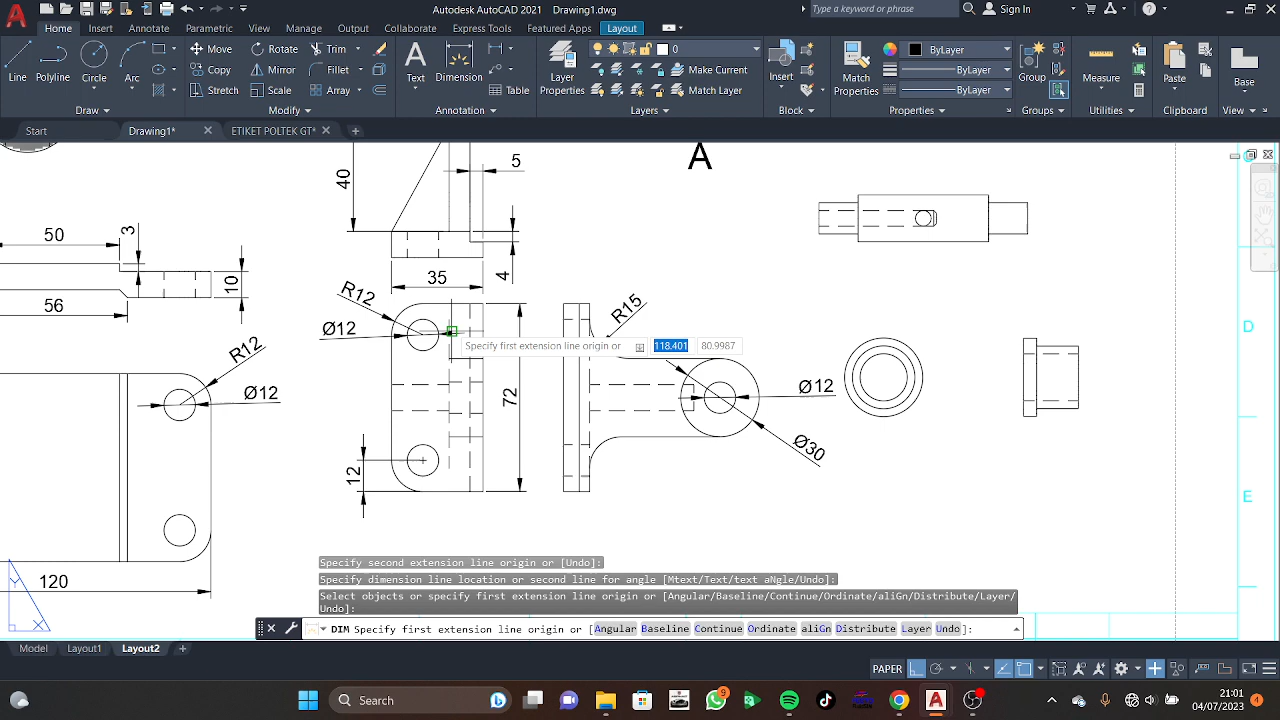 A
Autodesk AutoCAD 2021 Drawing1.dwg
Type a keyword or phrase
Sign In
Home Insert Annotate Parametric View Manage Output Collaborate Express Tools Featured Apps Layout
Line Polyline Circle Arc
Move Rotate Trim
Copy Mirror Fillet
Stretch Scale Array
Text Dimension
Layer Properties
0
Make Current
Match Layer
Insert
Match Properties
ByLayer
ByLayer
ByLayer
Group
Measure
Paste
Base
Draw Modify Annotation Layers Block Properties Groups Utilities Clipboard View
Start Drawing1* ETIKET POLTEK GT*
A
5
40
50
3
10
56
35
4
R12
Ø12
R15
R12
Ø12
72
12
Specify first extension line origin or 118.401 80.9987
Ø12
Ø30
D
E
120
Y
X
Specify second extension line origin or [Undo]:
Specify dimension line location or second line for angle [Mtext/Text/text aNgle/Undo]:
Select objects or specify first extension line origin or [Angular/Baseline/Continue/Ordinate/aliGn/Distribute/Layer/
Undo]:
DIM Specify first extension line origin or [Angular Baseline Continue Ordinate aliGn Distribute Layer Undo]:
Model Layout1 Layout2
PAPER
Search
9
21:01
04/07/2023
4